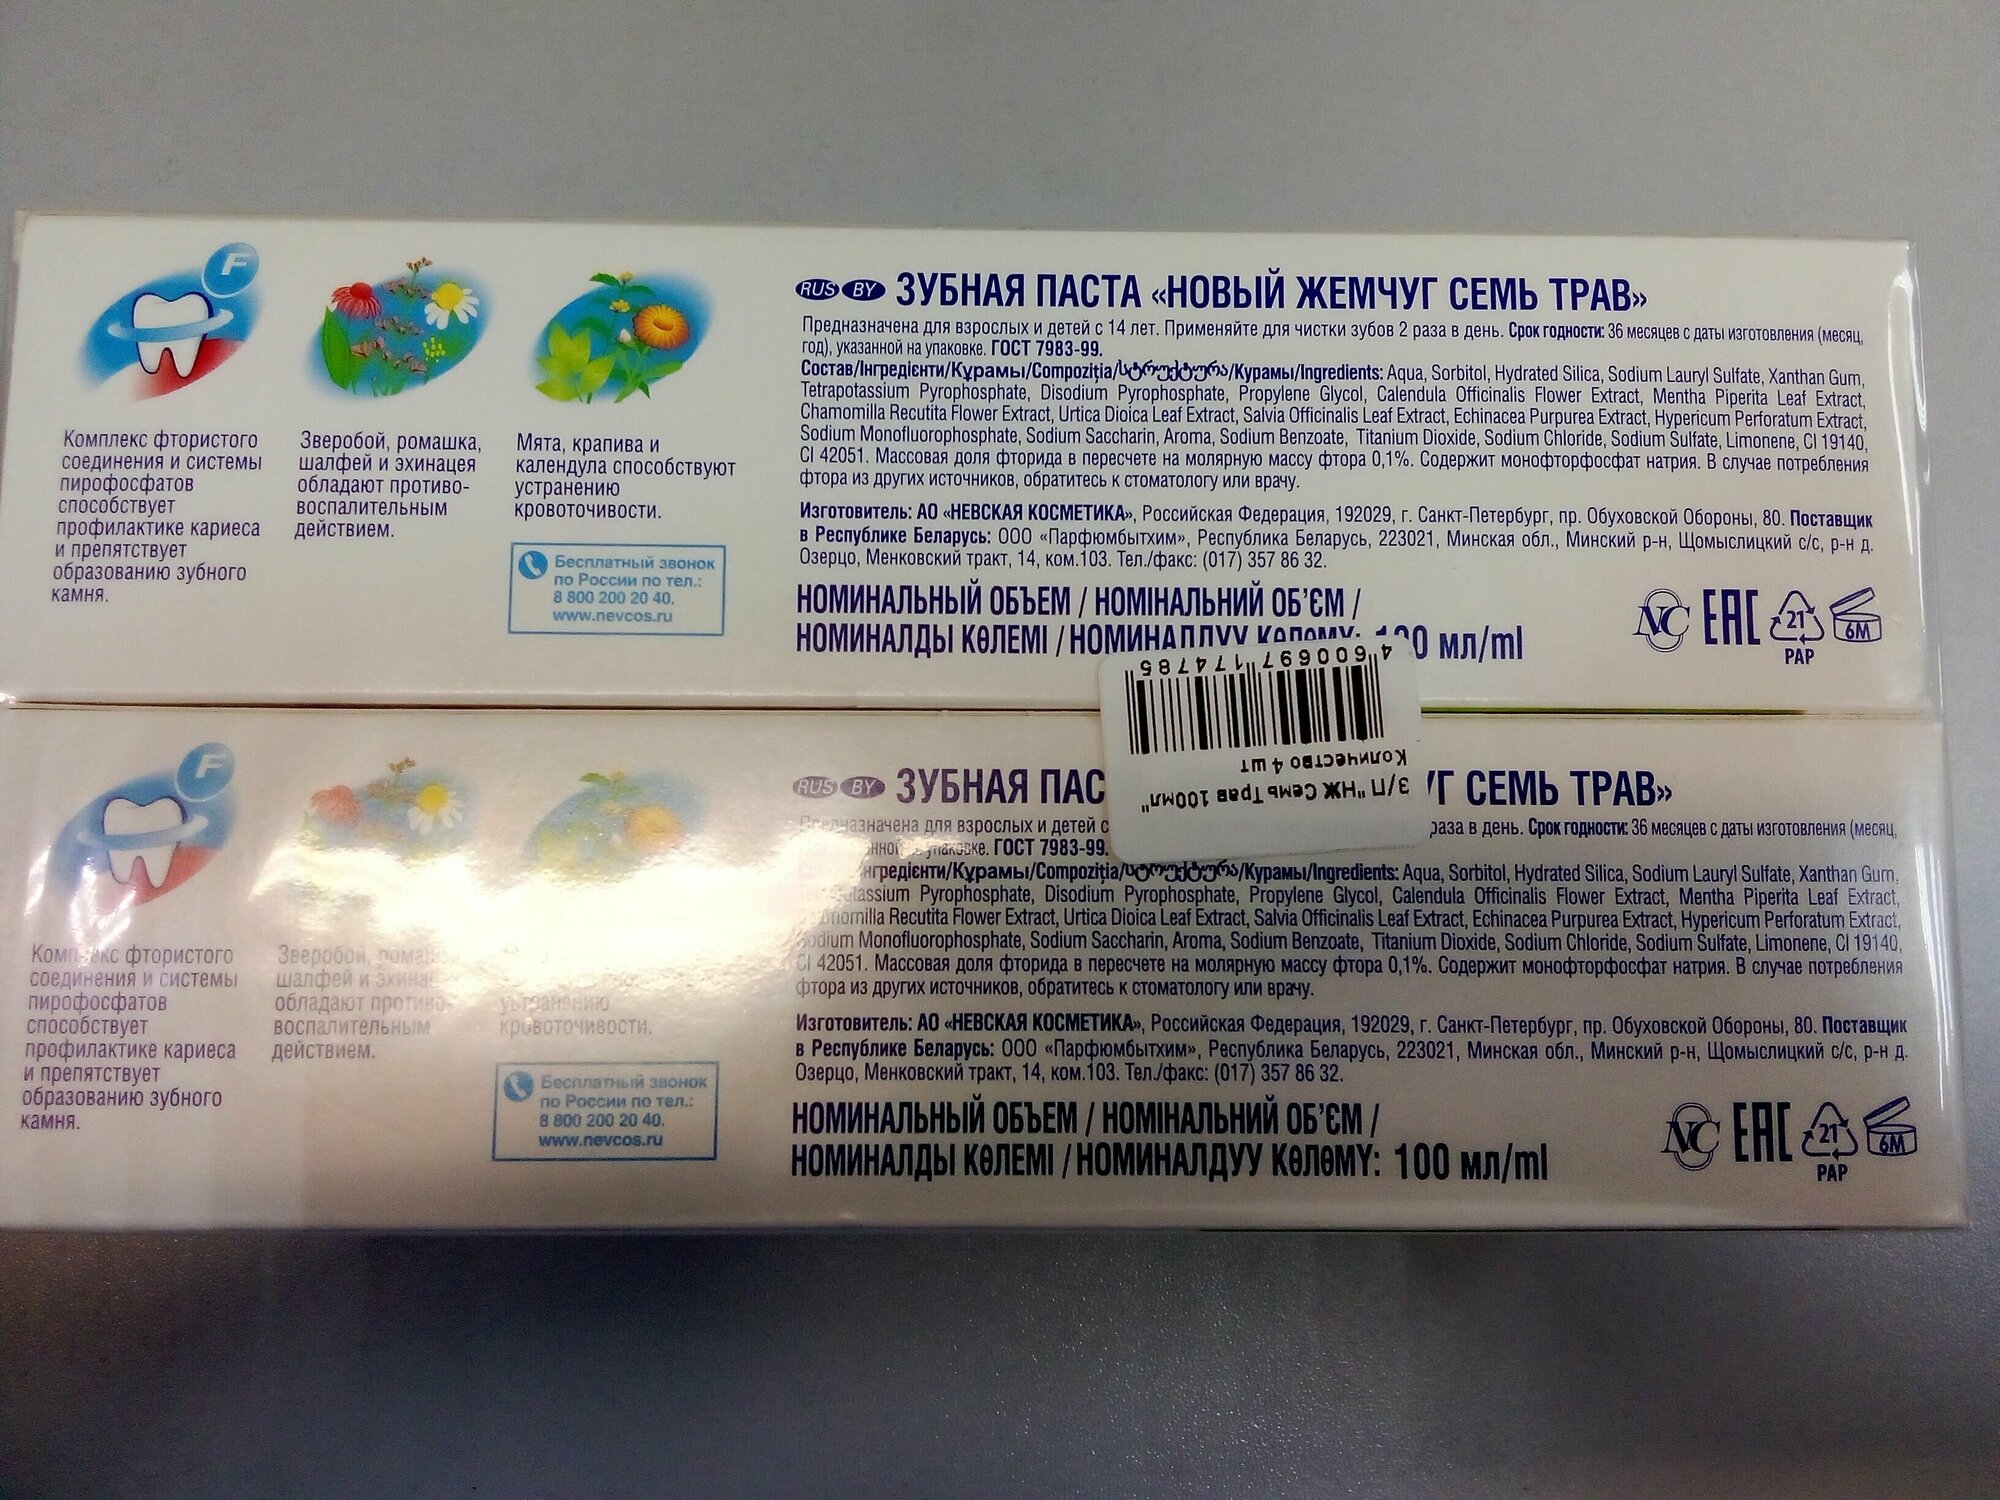 F
Комплекс фтористого
соединения и системы
пирофосфатов
способствует
профилактике кариеса
и препятствует
образованию зубного
камня.
Зверобой, ромашка,
шалфей и эхинацея
обладают противо-
воспалительным
действием.
Мята, крапива и
календула способствуют
устранению
кровоточивости.
Бесплатный звонок
по России по тел.:
8 800 200 20 40.
www.nevcos.ru
RUS BY ЗУБНАЯ ПАСТА «НОВЫЙ ЖЕМЧУГ СЕМЬ ТРАВ»
Предназначена для взрослых и детей с 14 лет. Применяйте для чистки зубов 2 раза в день. Срок годности: 36 месяцев с даты изготовления (месяц,
год), указанной на упаковке. ГОСТ 7983-99.
Состав/Інгредієнти/Құрамы/Compoziția/სტრუქტურა/Курамы/Ingredients: Aqua, Sorbitol, Hydrated Silica, Sodium Lauryl Sulfate, Xanthan Gum,
Tetrapotassium Pyrophosphate, Disodium Pyrophosphate, Propylene Glycol, Calendula Officinalis Flower Extract, Mentha Piperita Leaf Extract,
Chamomilla Recutita Flower Extract, Urtica Dioica Leaf Extract, Salvia Officinalis Leaf Extract, Echinacea Purpurea Extract, Hypericum Perforatum Extract,
Sodium Monofluorophosphate, Sodium Saccharin, Aroma, Sodium Benzoate, Titanium Dioxide, Sodium Chloride, Sodium Sulfate, Limonene, CI 19140,
CI 42051. Массовая доля фторида в пересчете на молярную массу фтора 0,1%. Содержит монофторфосфат натрия. В случае потребления
фтора из других источников, обратитесь к стоматологу или врачу.
Изготовитель: АО «НЕВСКАЯ КОСМЕТИКА», Российская Федерация, 192029, г. Санкт-Петербург, пр. Обуховской Обороны, 80. Поставщик
в Республике Беларусь: ООО «Парфюмбытхим», Республика Беларусь, 223021, Минская обл., Минский р-н, Щомыслицкий с/с, р-н д.
Озерцо, Менковский тракт, 14, ком.103. Тел./факс: (017) 357 86 32.
НОМИНАЛЬНЫЙ ОБЪЕМ / НОМІНАЛЬНИЙ ОБ'ЄМ /
НОМИНАЛДЫ КӨЛЕМІ / НОМИНАЛДУУ КӨЛӨМҮ: 100 мл/ml
NC EAC 21 6M
PAP
4 600697 174785
Количество 4 шт
З/П "НЖ Семь Трав 100мл"
F
Комплекс фтористого
соединения и системы
пирофосфатов
способствует
профилактике кариеса
и препятствует
образованию зубного
камня.
Зверобой,
шалфей и
обладают противо-
воспалительным
действием.
устранению
кровоточивости.
Бесплатный звонок
по России по тел.:
8 800 200 20 40.
www.nevcos.ru
RUS BY ЗУБНАЯ ПАС Г СЕМЬ ТРАВ»
Предназначена для взрослых и детей с раза в день. Срок годности: 36 месяцев с даты изготовления (месяц,
упаковке. ГОСТ 7983-99.
нгредієнти/Құрамы/Compoziția/სტრუქტურა/Курамы/Ingredients: Aqua, Sorbitol, Hydrated Silica, Sodium Lauryl Sulfate, Xanthan Gum,
Tetrapotassium Pyrophosphate, Disodium Pyrophosphate, Propylene Glycol, Calendula Officinalis Flower Extract, Mentha Piperita Leaf Extract,
Chamomilla Recutita Flower Extract, Urtica Dioica Leaf Extract, Salvia Officinalis Leaf Extract, Echinacea Purpurea Extract, Hypericum Perforatum Extract,
Sodium Monofluorophosphate, Sodium Saccharin, Aroma, Sodium Benzoate, Titanium Dioxide, Sodium Chloride, Sodium Sulfate, Limonene, CI 19140,
CI 42051. Массовая доля фторида в пересчете на молярную массу фтора 0,1%. Содержит монофторфосфат натрия. В случае потребления
фтора из других источников, обратитесь к стоматологу или врачу.
Изготовитель: АО «НЕВСКАЯ КОСМЕТИКА», Российская Федерация, 192029, г. Санкт-Петербург, пр. Обуховской Обороны, 80. Поставщик
в Республике Беларусь: ООО «Парфюмбытхим», Республика Беларусь, 223021, Минская обл., Минский р-н, Щомыслицкий с/с, р-н д.
Озерцо, Менковский тракт, 14, ком.103. Тел./факс: (017) 357 86 32.
НОМИНАЛЬНЫЙ ОБЪЕМ / НОМІНАЛЬНИЙ ОБ'ЄМ /
НОМИНАЛДЫ КӨЛЕМІ / НОМИНАЛДУУ КӨЛӨМҮ: 100 мл/ml
NC EAC 21 6M
PAP